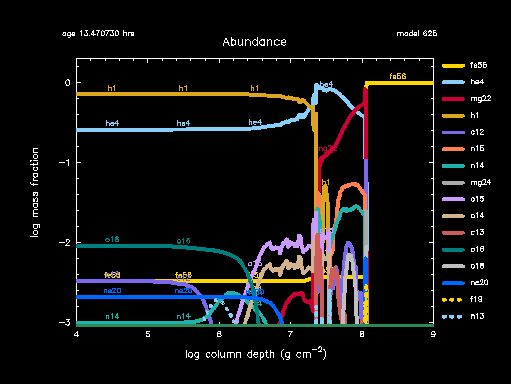 age 13.470730 hrs
model 625
Abundance
log mass fraction
0
−1
−2
−3
4 5 6 7 8 9
log column depth (g cm⁻²)
h1 h1 h1
he4 he4 he4
he4
fe56
h1
o16 o16
fe56 fe56
ne20 ne20
n14 n14
fe56
he4
mg22
h1
c12
n15
n14
mg24
o15
o14
c13
o16
o18
ne20
f19
n13